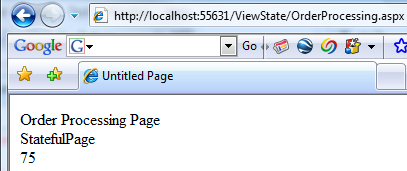 http://localhost:55631/ViewState/OrderProcessing.aspx
Google G Go
Untitled Page
Order Processing Page
StatefulPage
75